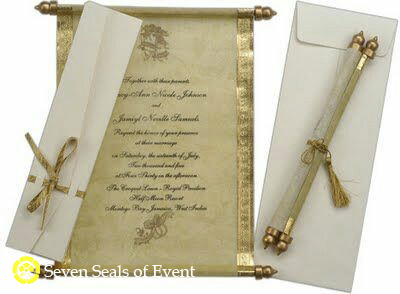 Together with their parents
Ann Nicole Johnson
and
Jamiyl Neville Samuels
Request the honor of your presence
at their marriage
on Saturday, the sixteenth of July,
Two thousand and five
at Four Thirty in the afternoon
The Croquet Lawn - Royal Pavilion
Half Moon Resort
Montego Bay, Jamaica, West Indies
Seven Seals of Event